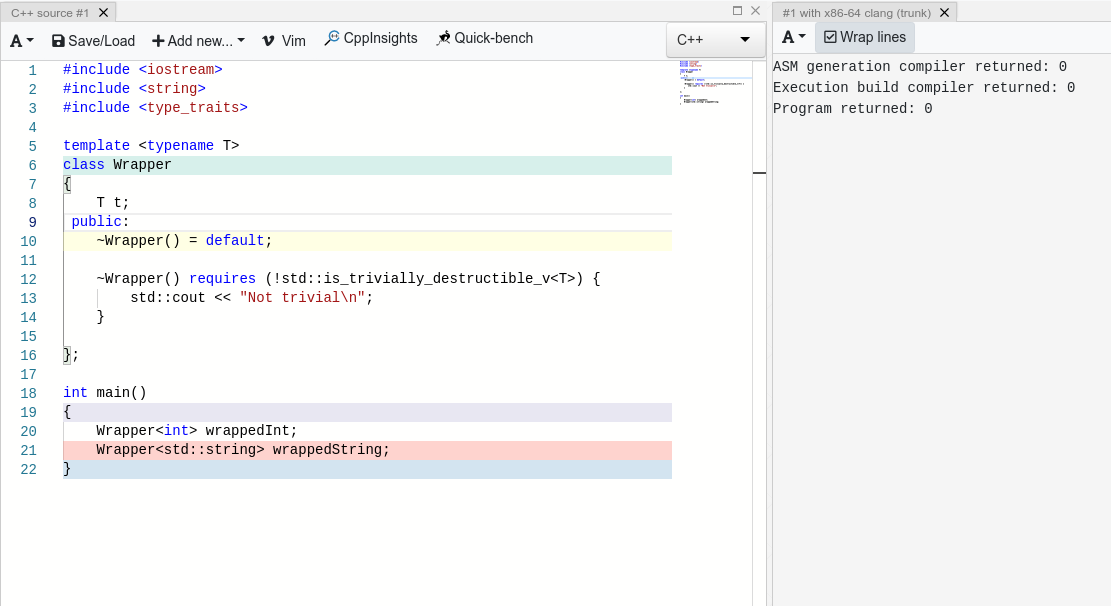 C++ source #1
A Save/Load Add new... Vim CppInsights Quick-bench C++
1 #include <iostream>
2 #include <string>
3 #include <type_traits>
4
5 template <typename T>
6 class Wrapper
7 {
8     T t;
9  public:
10     ~Wrapper() = default;
11
12     ~Wrapper() requires (!std::is_trivially_destructible_v<T>) {
13         std::cout << "Not trivial\n";
14     }
15
16 };
17
18 int main()
19 {
20     Wrapper<int> wrappedInt;
21     Wrapper<std::string> wrappedString;
22 }
#1 with x86-64 clang (trunk)
A Wrap lines
ASM generation compiler returned: 0
Execution build compiler returned: 0
Program returned: 0